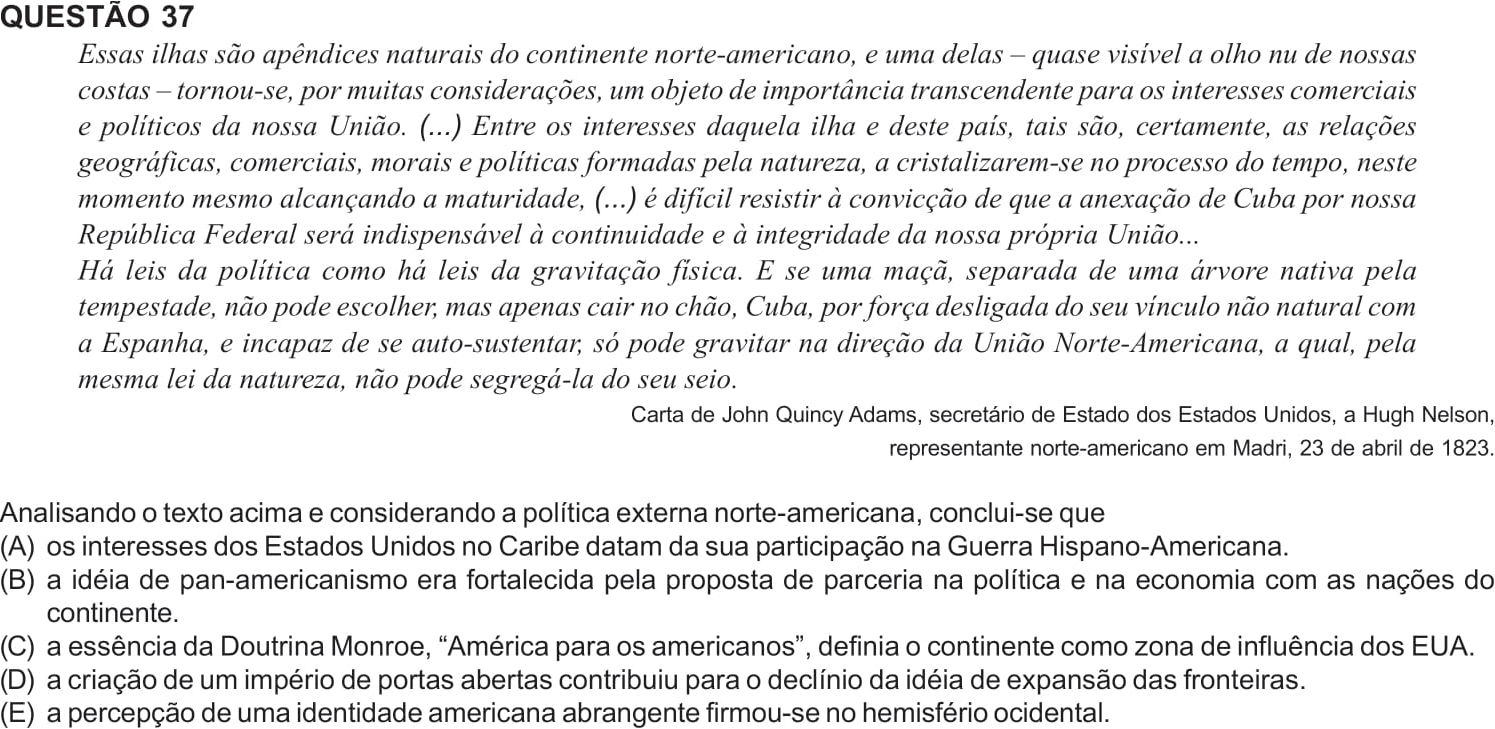 QUESTÃO 37
Essas ilhas são apêndices naturais do continente norte-americano, e uma delas – quase visível a olho nu de nossas
costas – tornou-se, por muitas considerações, um objeto de importância transcendente para os interesses comerciais
e políticos da nossa União. (...) Entre os interesses daquela ilha e deste país, tais são, certamente, as relações
geográficas, comerciais, morais e políticas formadas pela natureza, a cristalizarem-se no processo do tempo, neste
momento mesmo alcançando a maturidade, (...) é difícil resistir à convicção de que a anexação de Cuba por nossa
República Federal será indispensável à continuidade e à integridade da nossa própria União...
Há leis da política como há leis da gravitação física. E se uma maçã, separada de uma árvore nativa pela
tempestade, não pode escolher, mas apenas cair no chão, Cuba, por força desligada do seu vínculo não natural com
a Espanha, e incapaz de se auto-sustentar, só pode gravitar na direção da União Norte-Americana, a qual, pela
mesma lei da natureza, não pode segregá-la do seu seio.
Carta de John Quincy Adams, secretário de Estado dos Estados Unidos, a Hugh Nelson,
representante norte-americano em Madri, 23 de abril de 1823.
Analisando o texto acima e considerando a política externa norte-americana, conclui-se que
(A) os interesses dos Estados Unidos no Caribe datam da sua participação na Guerra Hispano-Americana.
(B) a idéia de pan-americanismo era fortalecida pela proposta de parceria na política e na economia com as nações do
continente.
(C) a essência da Doutrina Monroe, “América para os americanos”, definia o continente como zona de influência dos EUA.
(D) a criação de um império de portas abertas contribuiu para o declínio da idéia de expansão das fronteiras.
(E) a percepção de uma identidade americana abrangente firmou-se no hemisfério ocidental.